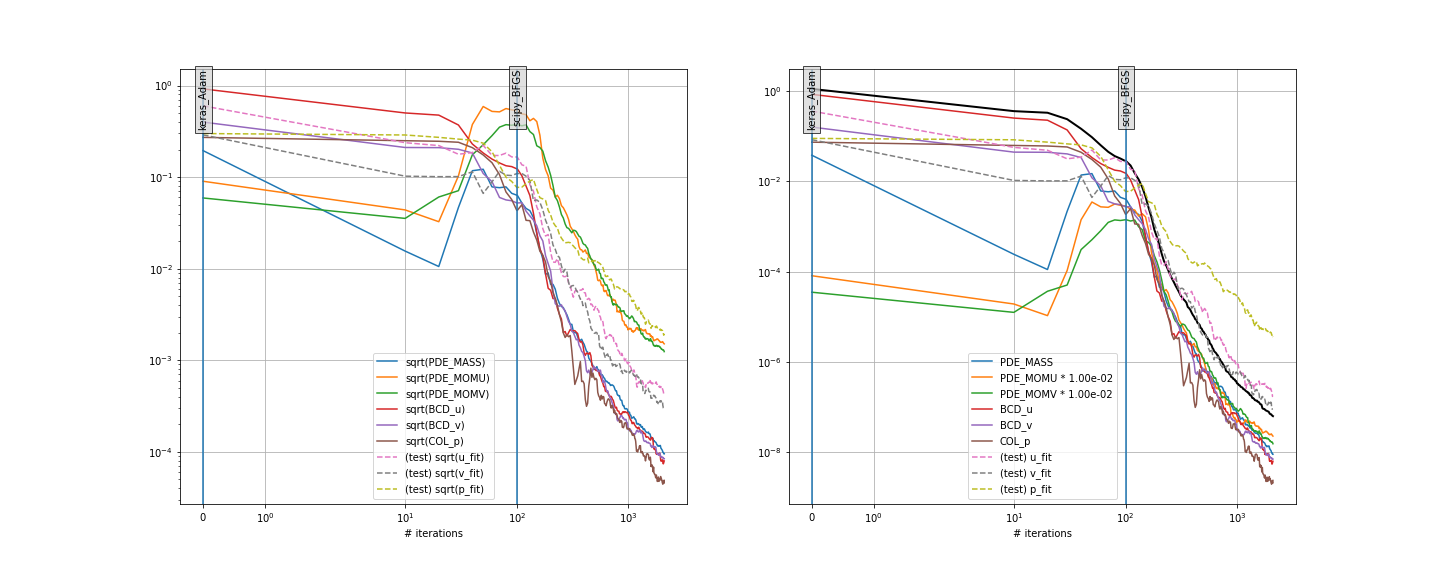 keras_Adam
scipy_BFGS
10⁰
10⁻¹
10⁻²
10⁻³
10⁻⁴
sqrt(PDE_MASS)
sqrt(PDE_MOMU)
sqrt(PDE_MOMV)
sqrt(BCD_u)
sqrt(BCD_v)
sqrt(COL_p)
(test) sqrt(u_fit)
(test) sqrt(v_fit)
(test) sqrt(p_fit)
0 10⁰ 10¹ 10² 10³
# iterations
keras_Adam
scipy_BFGS
10⁰
10⁻²
10⁻⁴
10⁻⁶
10⁻⁸
PDE_MASS
PDE_MOMU * 1.00e-02
PDE_MOMV * 1.00e-02
BCD_u
BCD_v
COL_p
(test) u_fit
(test) v_fit
(test) p_fit
0 10⁰ 10¹ 10² 10³
# iterations